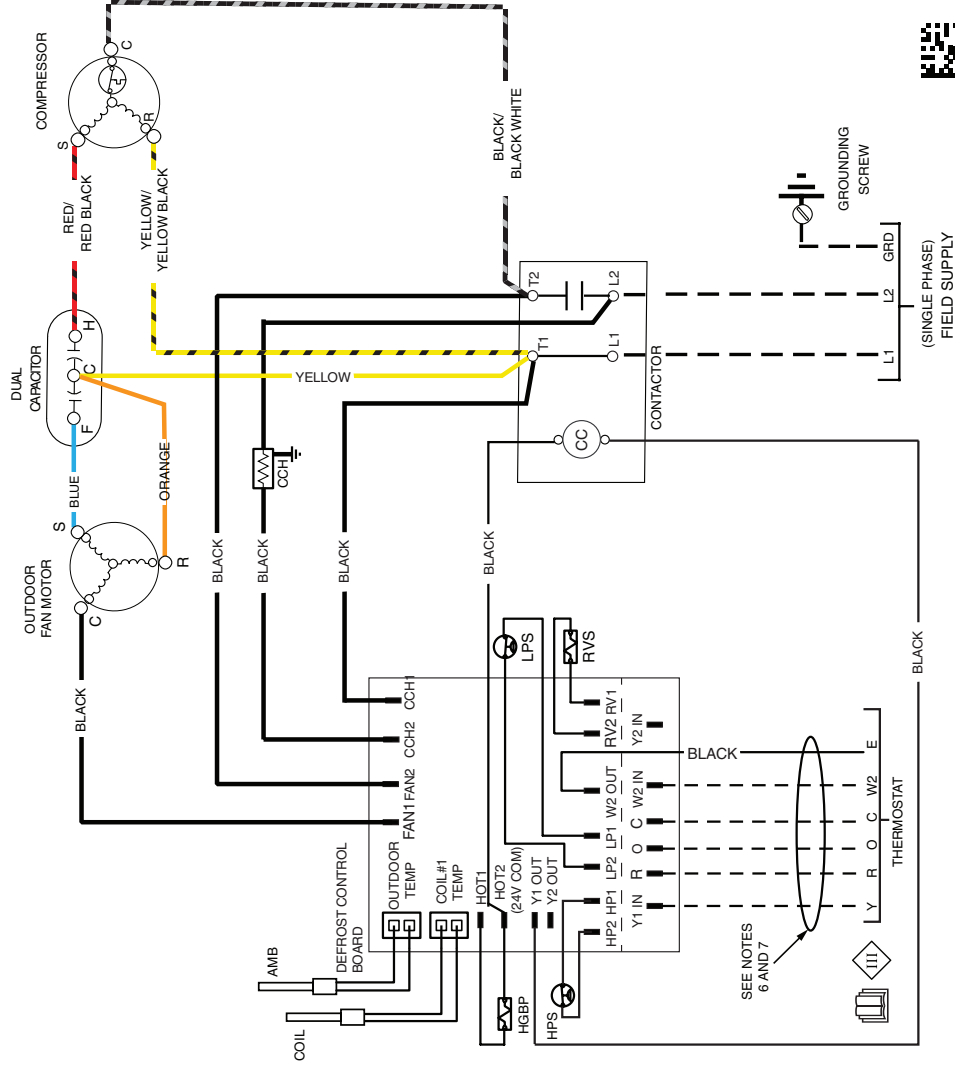 COMPRESSOR
S
C
R
RED/
RED BLACK
YELLOW/
YELLOW BLACK
BLACK/
BLACK WHITE
DUAL
CAPACITOR
H
C
F
BLUE
ORANGE
YELLOW
OUTDOOR
FAN MOTOR
S
C
R
BLACK
BLACK
BLACK
BLACK
CCH
T2
L2
T1
L1
CC
CONTACTOR
GROUNDING
SCREW
GRD
L2
L1
(SINGLE PHASE)
FIELD SUPPLY
BLACK
BLACK
AMB
COIL
DEFROST CONTROL
BOARD
OUTDOOR
TEMP
COIL#1
TEMP
FAN1
FAN2
CCH2
CCH1
HOT1
HOT2
(24V COM)
Y1 OUT
Y2 OUT
HGBP
HPS
LPS
RVS
HP2
HP1
LP2
LP1
W2 OUT
RV2
RV1
Y1 IN
R
O
C
W2 IN
Y2 IN
BLACK
SEE NOTES
6 AND 7
Y
R
O
C
W2
E
THERMOSTAT
III